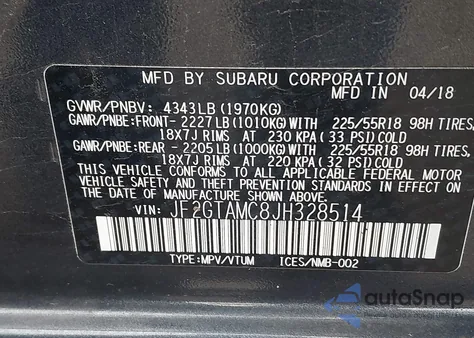 MFD BY SUBARU CORPORATION IN 04/18
GVWR/PNBV: 4343LB (1970KG)
GAWR/PNBE:FRONT- 2227LB (1010KG)WITH 225/55R18 98H TIRES,
18X7J RIMS AT 230 KPA (33 PSI)COLD
GAWR/PNBE:REAR - 2205LB (1000KG)WITH 225/55R18 98H TIRES,
18X7J RIMS AT 220 KPA (32 PSI)COLD
THIS VEHICLE CONFORMS TO ALL APPLICABLE FEDERAL MOTOR
VEHICLE SAFETY AND THEFT PREVENTION STANDARDS IN
EFFECT ON THE DATE OF MANUFACTURE SHOWN ABOVE.
VIN: JF2GTAMC8JH328514
TYPE:MPV/VTUM ICES/NMB-002
autoSnap